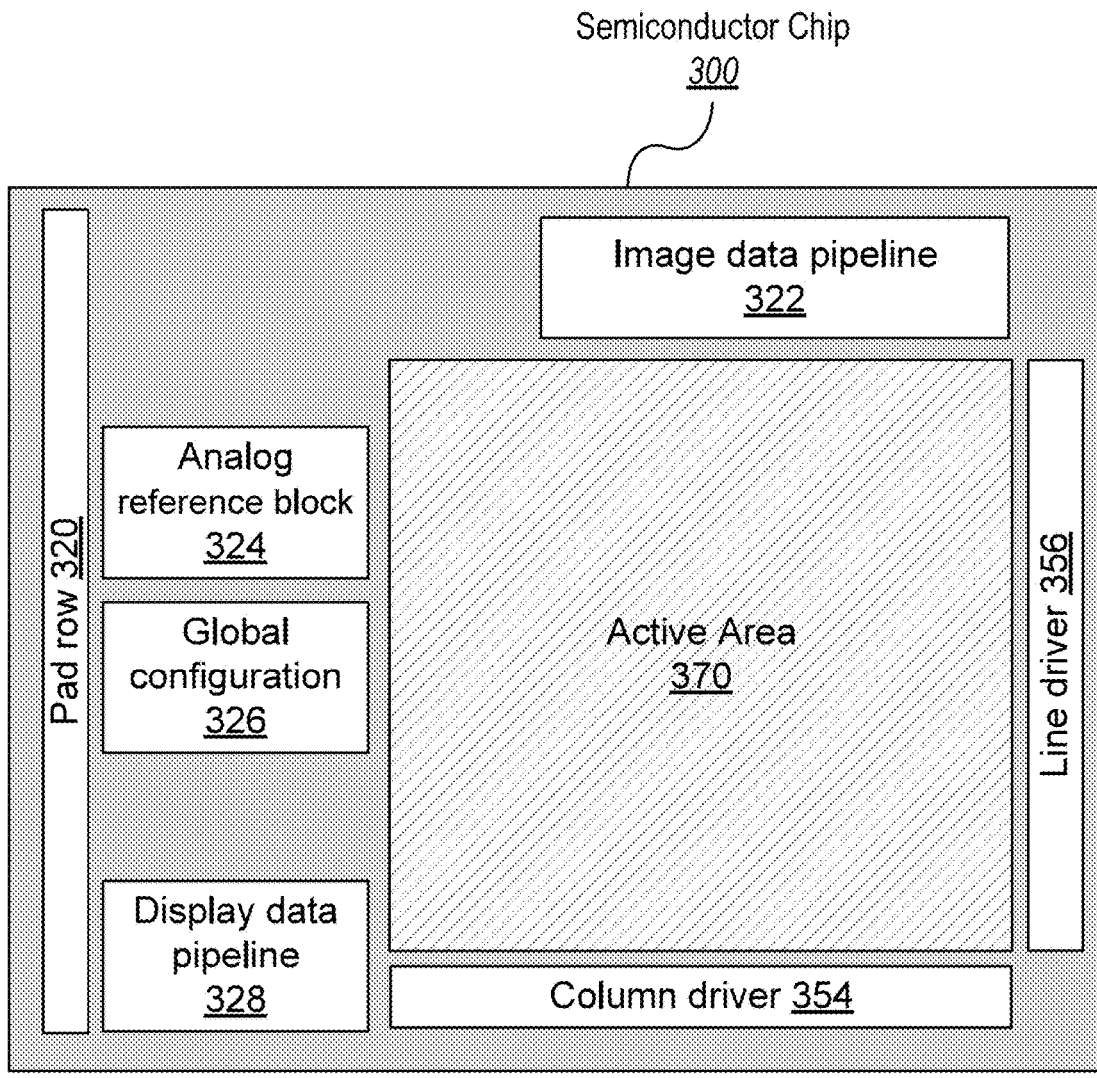 Semiconductor Chip
300
Image data pipeline
322
Pad row 320
Analog
reference block
324
Global
configuration
326
Active Area
370
Line driver 356
Display data
pipeline
328
Column driver 354